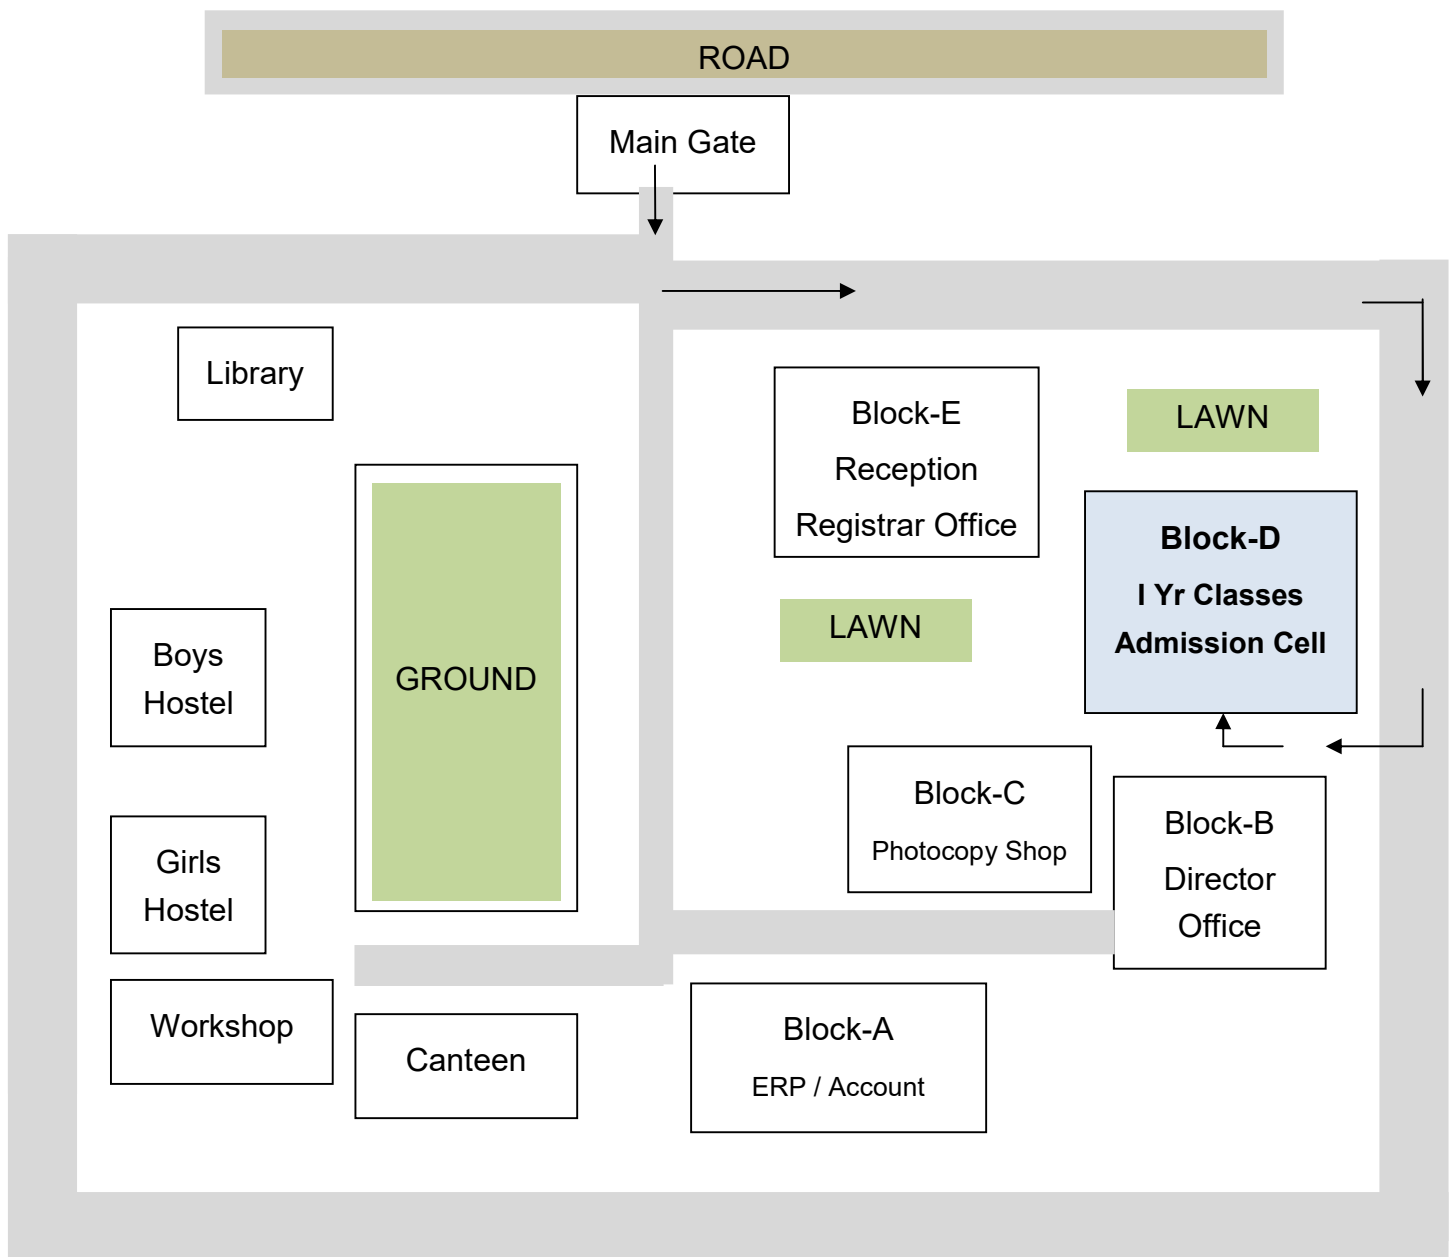 ROAD
Main Gate
Library
Block-E
Reception
Registrar Office
LAWN
Block-D
I Yr Classes
Admission Cell
LAWN
GROUND
Boys
Hostel
Block-C
Photocopy Shop
Block-B
Director
Office
Girls
Hostel
Workshop
Canteen
Block-A
ERP / Account